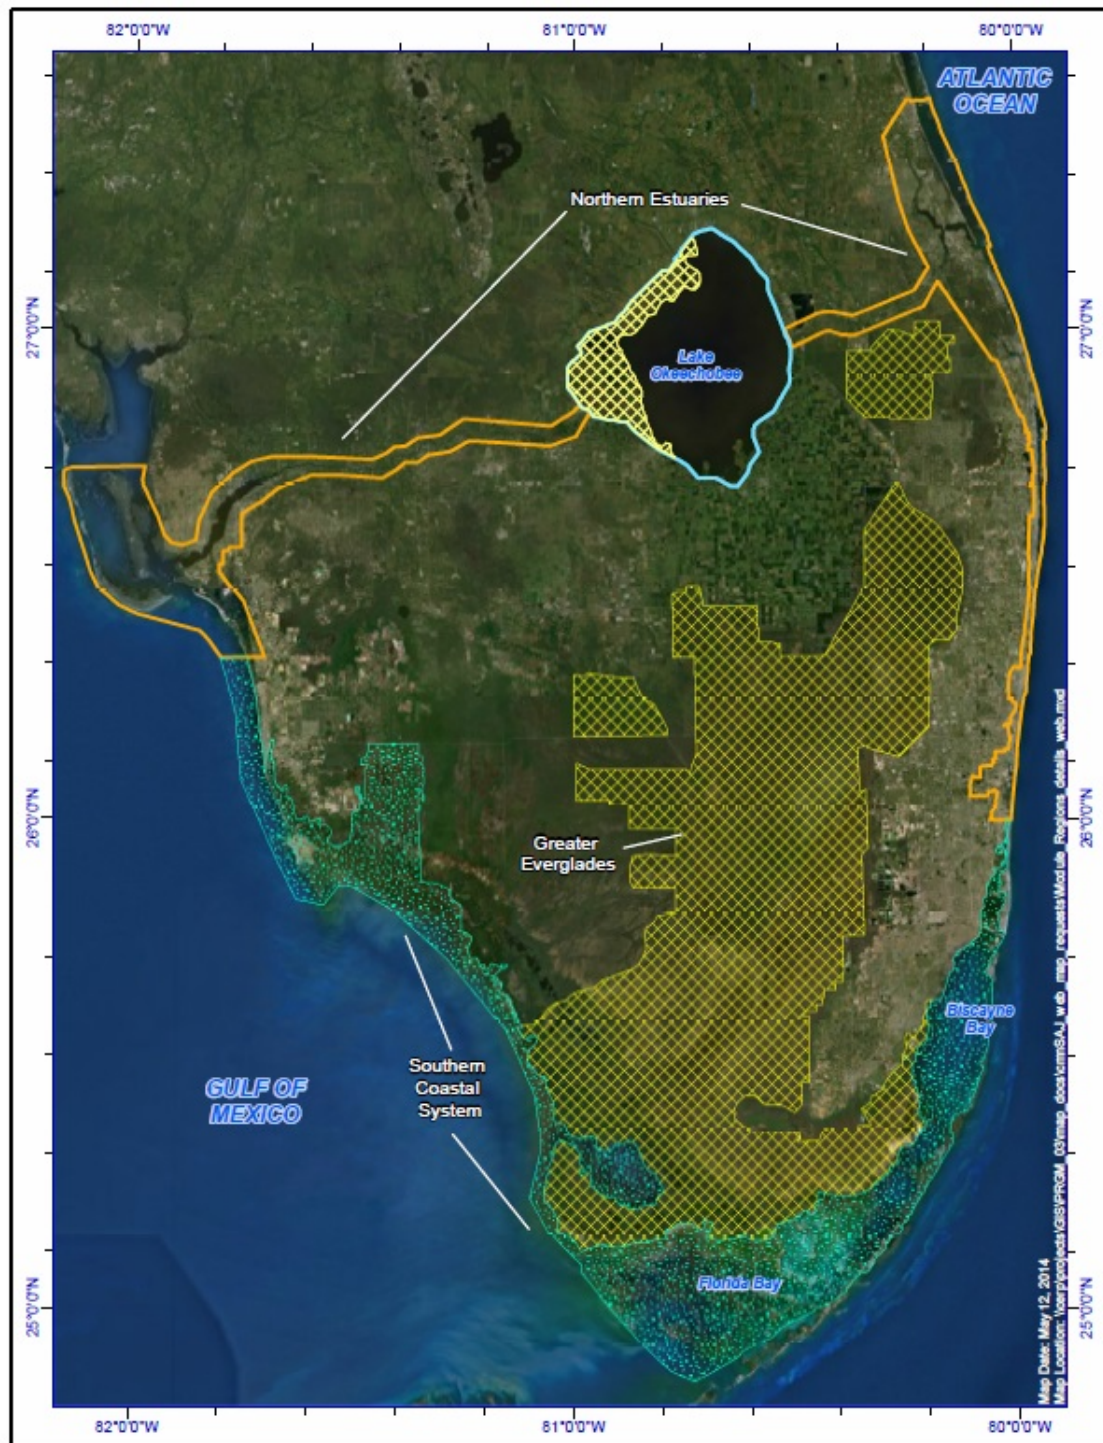 82°0'0"W 81°0'0"W 80°0'0"W
ATLANTIC
OCEAN
Northern Estuaries
27°0'0"N
27°0'0"N
Lake
Okeechobee
26°0'0"N
26°0'0"N
Greater
Everglades
Biscayne
Bay
Southern
Coastal
System
GULF OF
MEXICO
Florida Bay
25°0'0"N
25°0'0"N
Map Date: May 12, 2014
Map Location:
82°0'0"W 81°0'0"W 80°0'0"W